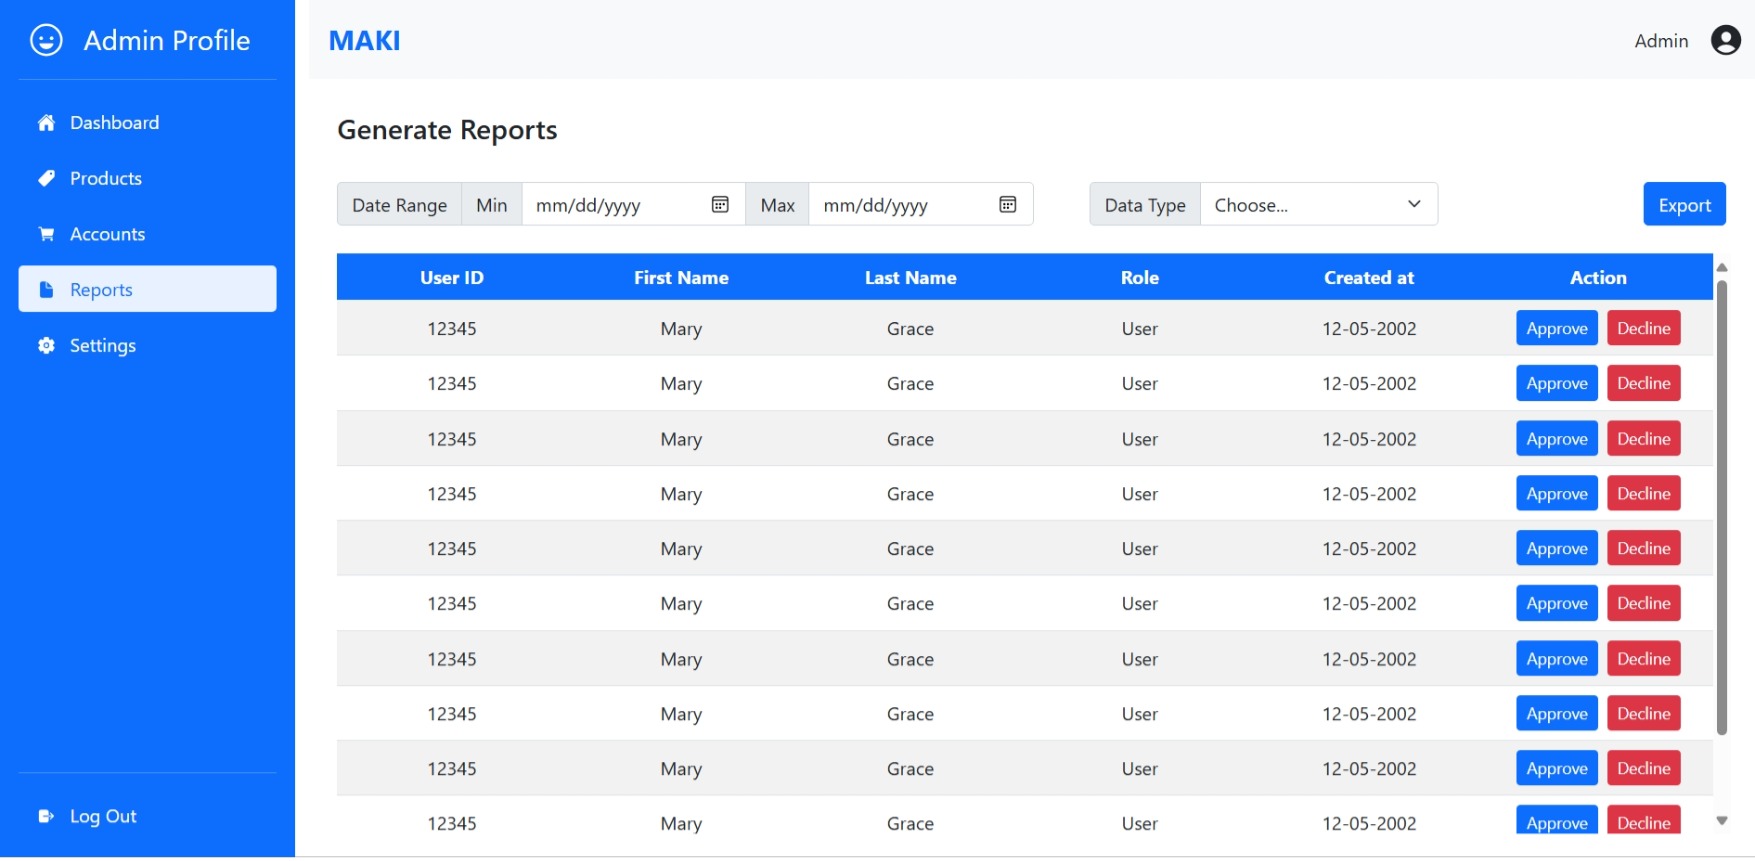 Admin Profile
MAKI
Admin
Dashboard
Products
Accounts
Reports
Settings
Log Out
Generate Reports
Date Range Min mm/dd/yyyy Max mm/dd/yyyy Data Type Choose... Export
User ID First Name Last Name Role Created at Action
12345 Mary Grace User 12-05-2002 Approve Decline
12345 Mary Grace User 12-05-2002 Approve Decline
12345 Mary Grace User 12-05-2002 Approve Decline
12345 Mary Grace User 12-05-2002 Approve Decline
12345 Mary Grace User 12-05-2002 Approve Decline
12345 Mary Grace User 12-05-2002 Approve Decline
12345 Mary Grace User 12-05-2002 Approve Decline
12345 Mary Grace User 12-05-2002 Approve Decline
12345 Mary Grace User 12-05-2002 Approve Decline
12345 Mary Grace User 12-05-2002 Approve Decline